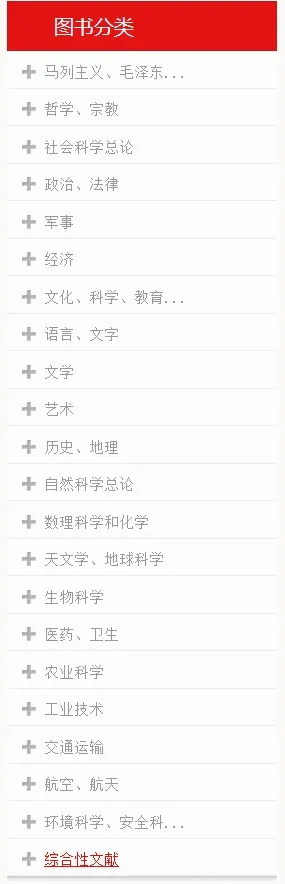 图书分类
马列主义、毛泽东...
哲学、宗教
社会科学总论
政治、法律
军事
经济
文化、科学、教育...
语言、文字
文学
艺术
历史、地理
自然科学总论
数理科学和化学
天文学、地球科学
生物科学
医药、卫生
农业科学
工业技术
交通运输
航空、航天
环境科学、安全科...
综合性文献